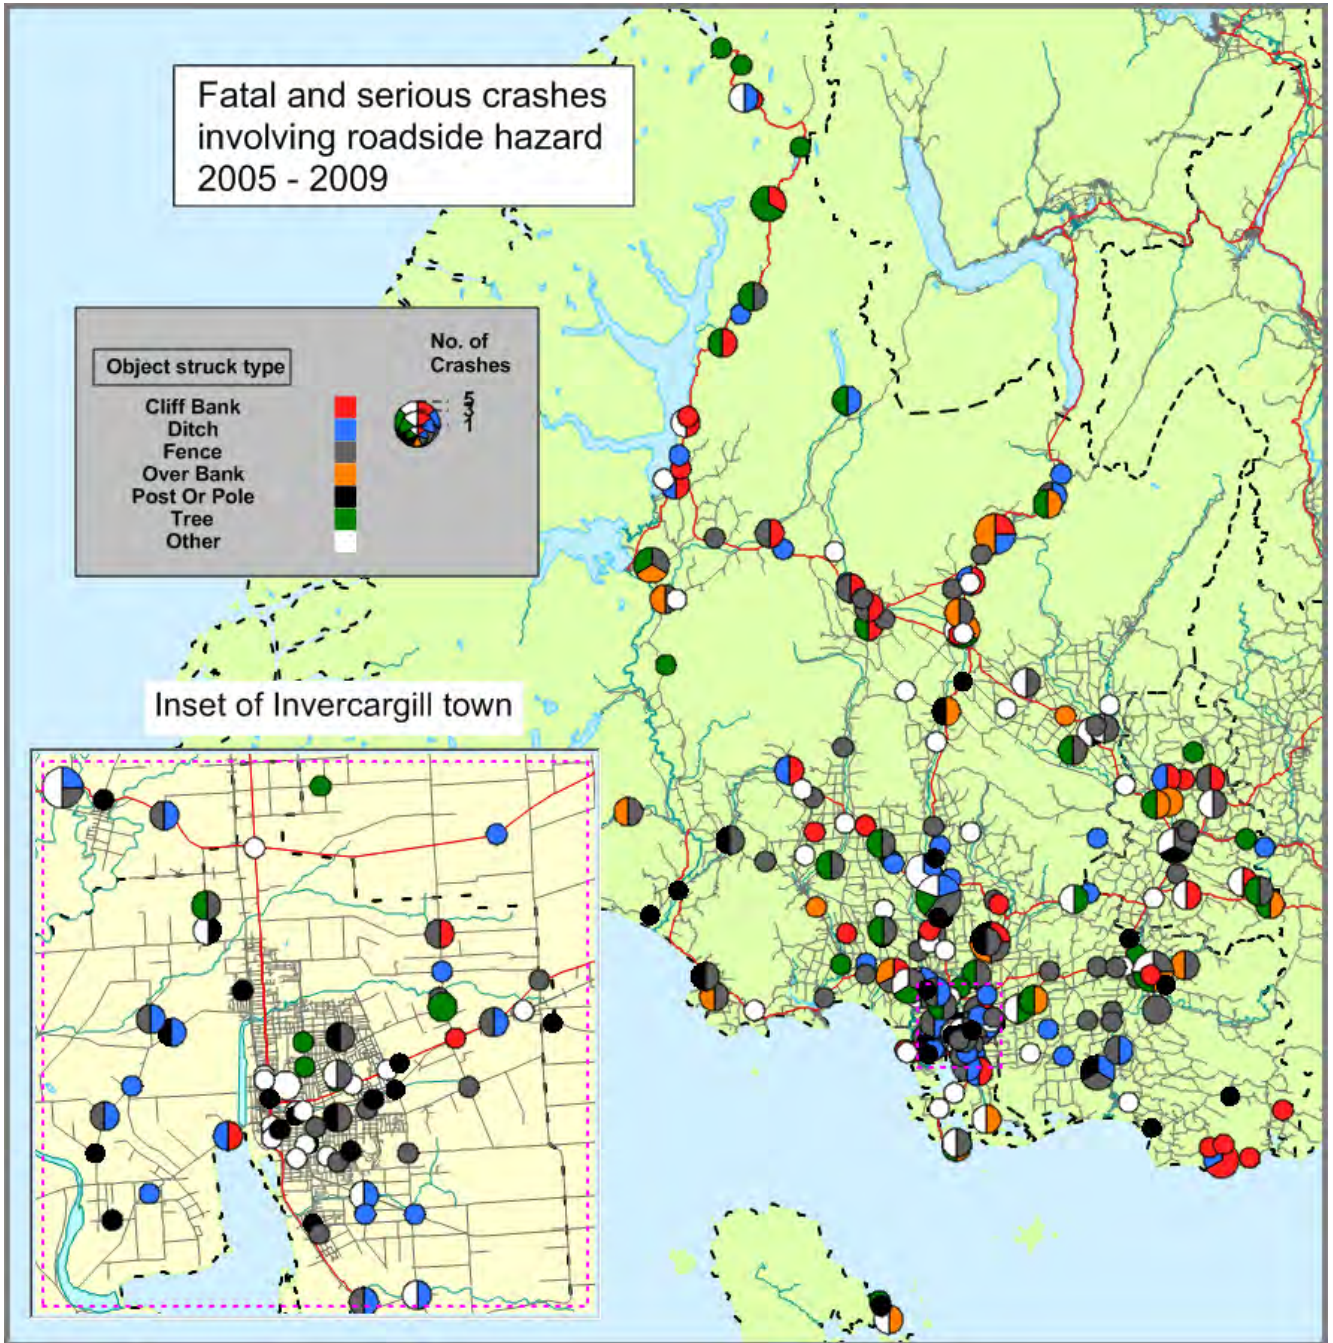 Fatal and serious crashes
involving roadside hazard
2005 - 2009
No. of
Crashes
Object struck type
5
3
1
Cliff Bank
Ditch
Fence
Over Bank
Post Or Pole
Tree
Other
Inset of Invercargill town